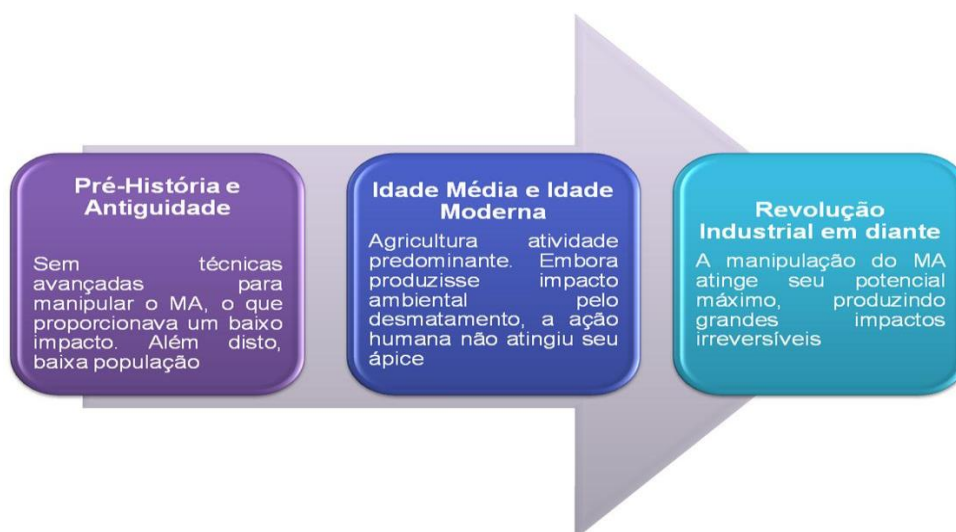 Pré-História e
Antiguidade
Sem técnicas
avançadas para
manipular o MA, o que
proporcionava um baixo
impacto. Além disto,
baixa população
Idade Média e Idade
Moderna
Agricultura atividade
predominante. Embora
produzisse impacto
ambiental pelo
desmatamento, a ação
humana não atingiu seu
ápice
Revolução
Industrial em diante
A manipulação do MA
atinge seu potencial
máximo, produzindo
grandes impactos
irreversíveis